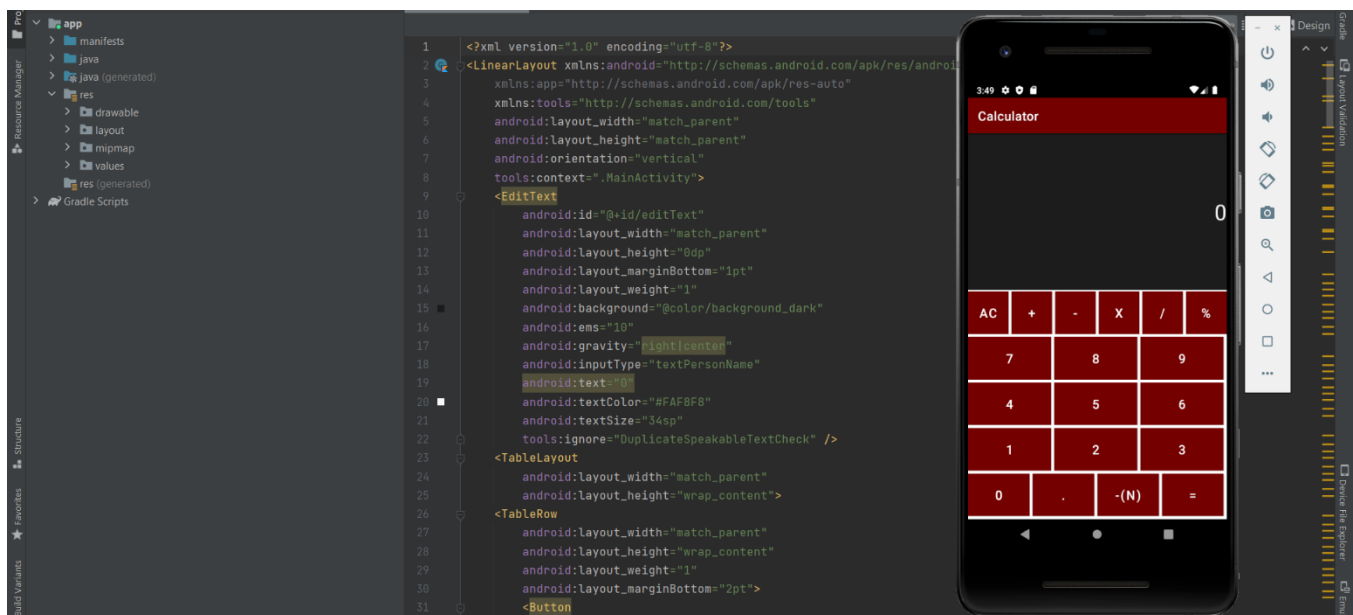 Pro
Resource Manager
Structure
Favorites
Build Variants
app
manifests
java
java (generated)
res
drawable
layout
mipmap
values
res (generated)
Gradle Scripts
1 <?xml version="1.0" encoding="utf-8"?>
2 <LinearLayout xmlns:android="http://schemas.android.com/apk/res/androi
3 xmlns:app="http://schemas.android.com/apk/res-auto"
4 xmlns:tools="http://schemas.android.com/tools"
5 android:layout_width="match_parent"
6 android:layout_height="match_parent"
7 android:orientation="vertical"
8 tools:context=".MainActivity">
9 <EditText
10 android:id="@+id/editText"
11 android:layout_width="match_parent"
12 android:layout_height="0dp"
13 android:layout_marginBottom="1pt"
14 android:layout_weight="1"
15 android:background="@color/background_dark"
16 android:ems="10"
17 android:gravity="right|center"
18 android:inputType="textPersonName"
19 android:text="0"
20 android:textColor="#FAF8F8"
21 android:textSize="34sp"
22 tools:ignore="DuplicateSpeakableTextCheck" />
23 <TableLayout
24 android:layout_width="match_parent"
25 android:layout_height="wrap_content">
26 <TableRow
27 android:layout_width="match_parent"
28 android:layout_height="wrap_content"
29 android:layout_weight="1"
30 android:layout_marginBottom="2pt">
31 <Button
3:49
Calculator
0
AC + - X / %
7 8 9
4 5 6
1 2 3
0 . -(N) =
Design
Gradle
Layout Validation
Device File Explorer
Emu